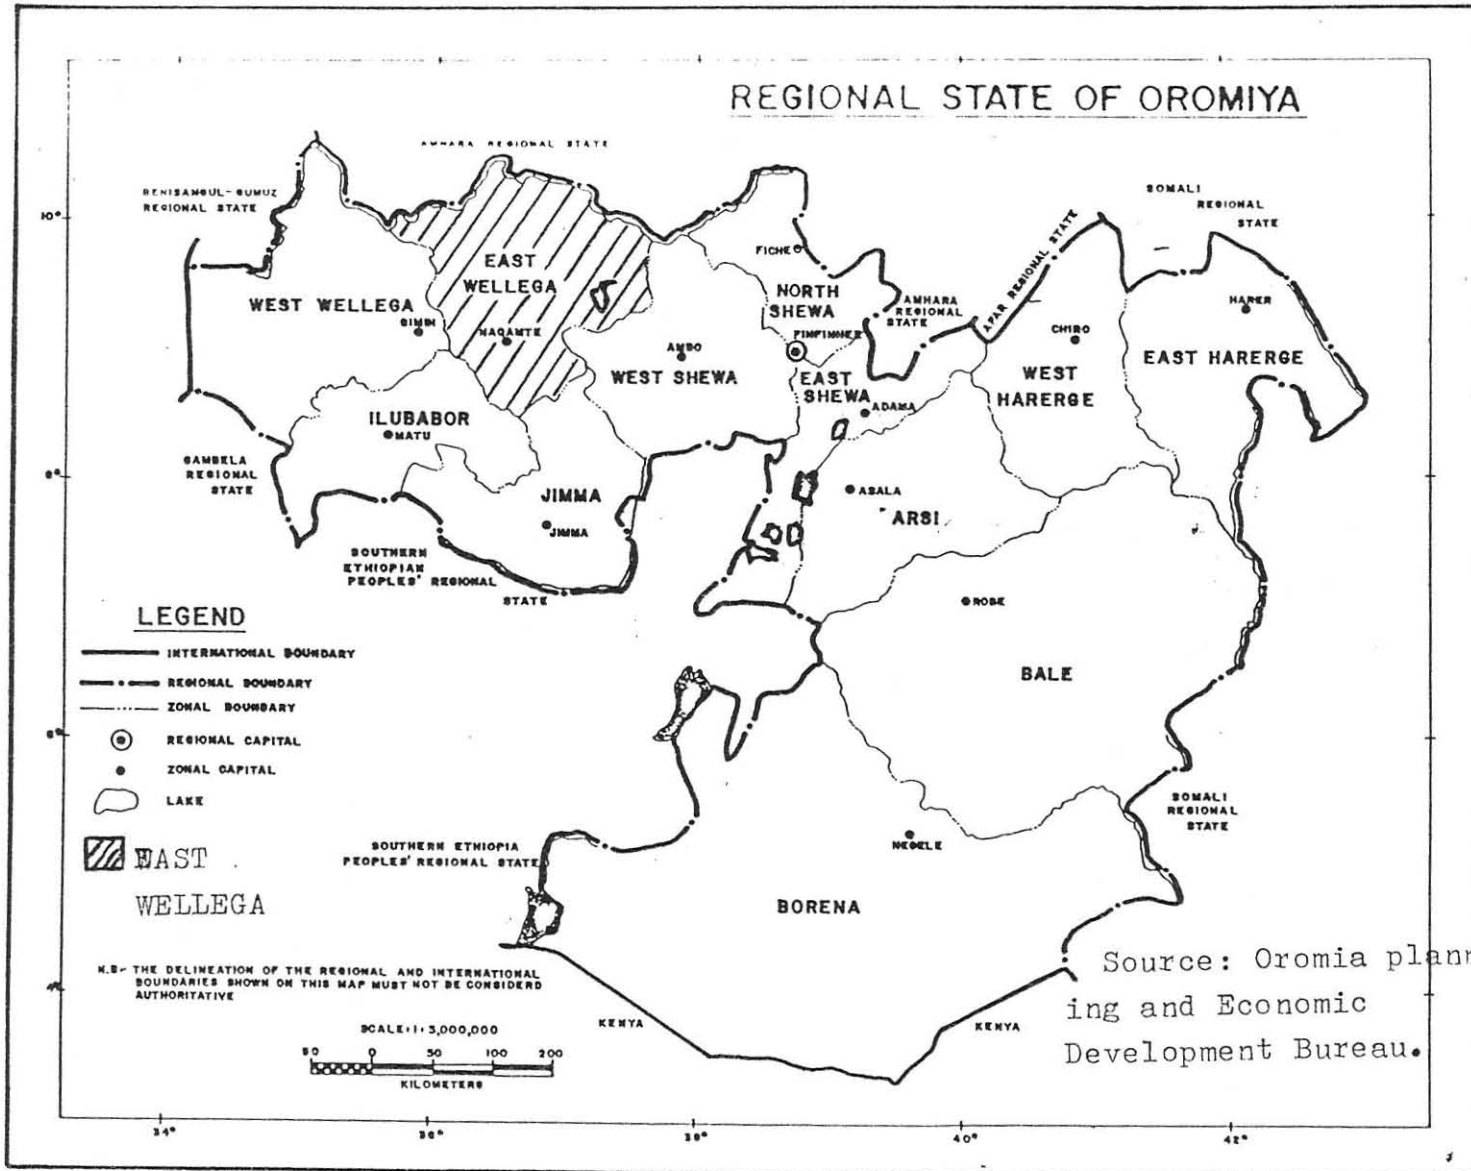 REGIONAL STATE OF OROMIYA
AMHARA REGIONAL STATE
BENISANGUL-GUMUZ
REGIONAL STATE
SOMALI
REGIONAL
STATE
10°
AFAR REGIONAL STATE
FICHE
EAST
WELLEGA
WEST WELLEGA
GIMBI
NAQAMTE
NORTH
SHEWA
AMHARA
REGIONAL
STATE
FINFINNEE
HARER
CHIRO
EAST HARERGE
AMBO
WEST SHEWA
EAST
SHEWA
ADAMA
WEST
HARERGE
ILUBABOR
MATU
GAMBELA
REGIONAL
STATE
8°
JIMMA
JIMMA
ASALA
ARSI
SOUTHERN
ETHIOPIAN
PEOPLES' REGIONAL
STATE
ROBE
BALE
LEGEND
INTERNATIONAL BOUNDARY
REGIONAL BOUNDARY
ZONAL BOUNDARY
6°
REGIONAL CAPITAL
ZONAL CAPITAL
LAKE
EAST
WELLEGA
SOMALI
REGIONAL
STATE
SOUTHERN ETHIOPIA
PEOPLES' REGIONAL STATE
NEGELE
BORENA
N.B- THE DELINEATION OF THE REGIONAL AND INTERNATIONAL
BOUNDARIES SHOWN ON THIS MAP MUST NOT BE CONSIDERD
AUTHORITATIVE
4°
KENYA
KENYA
Source: Oromia plann
ing and Economic
Development Bureau.
SCALE:1:3,000,000
50 0 50 100 200
KILOMETERS
34° 36° 38° 40° 42°